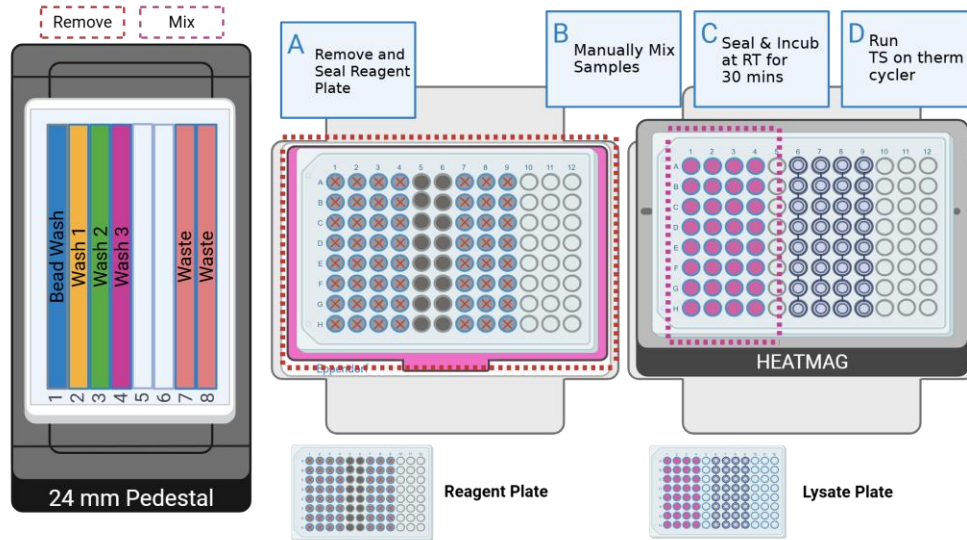 Remove
Mix
A
Remove and
Seal Reagent
Plate
B
Manually Mix
Samples
C
Seal & Incub
at RT for
30 mins
D
Run
TS on therm
cycler
Bead Wash
Wash 1
Wash 2
Wash 3
Waste
Waste
1 2 3 4 5 6 7 8
24 mm Pedestal
1 2 3 4 5 6 7 8 9 10 11 12
A
B
C
D
E
F
G
H
Eppendorf
1 2 3 4 5 6 7 8 9 10 11 12
A
B
C
D
E
F
G
H
HEATMAG
Reagent Plate
Lysate Plate